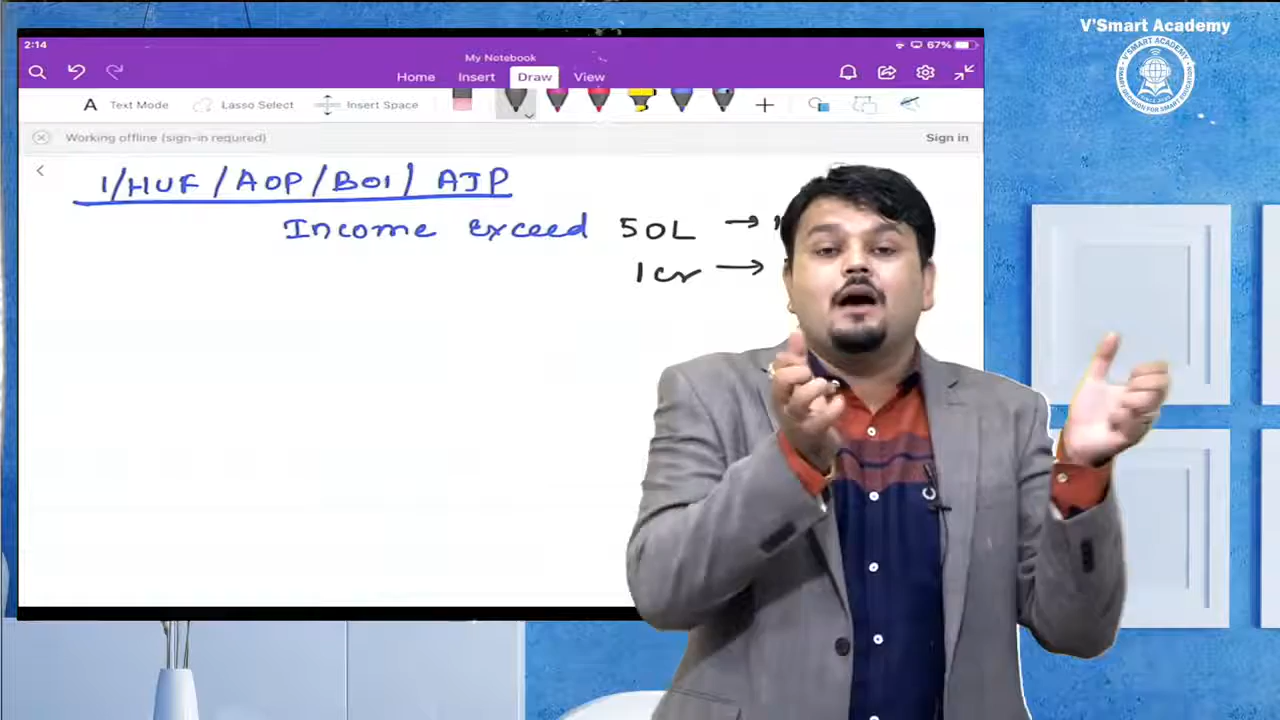 V'Smart Academy
2:14
67%
My Notebook
Home Insert Draw View
A Text Mode Lasso Select Insert Space
Working offline (sign-in required) Sign in
I/HUF/AOP/BOI/ AJP
Income exceed 50L →
1cr →